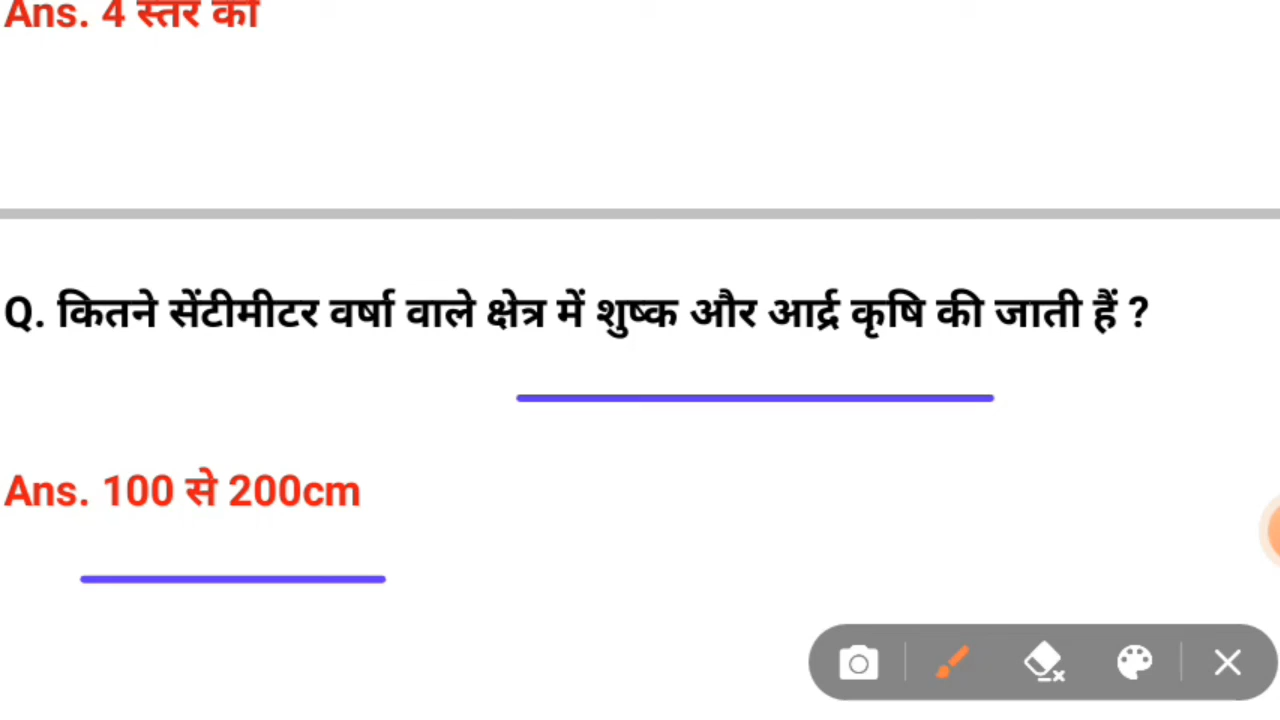 Ans. 4 स्तर की
Q. कितने सेंटीमीटर वर्षा वाले क्षेत्र में शुष्क और आर्द्र कृषि की जाती हैं ?
Ans. 100 से 200cm